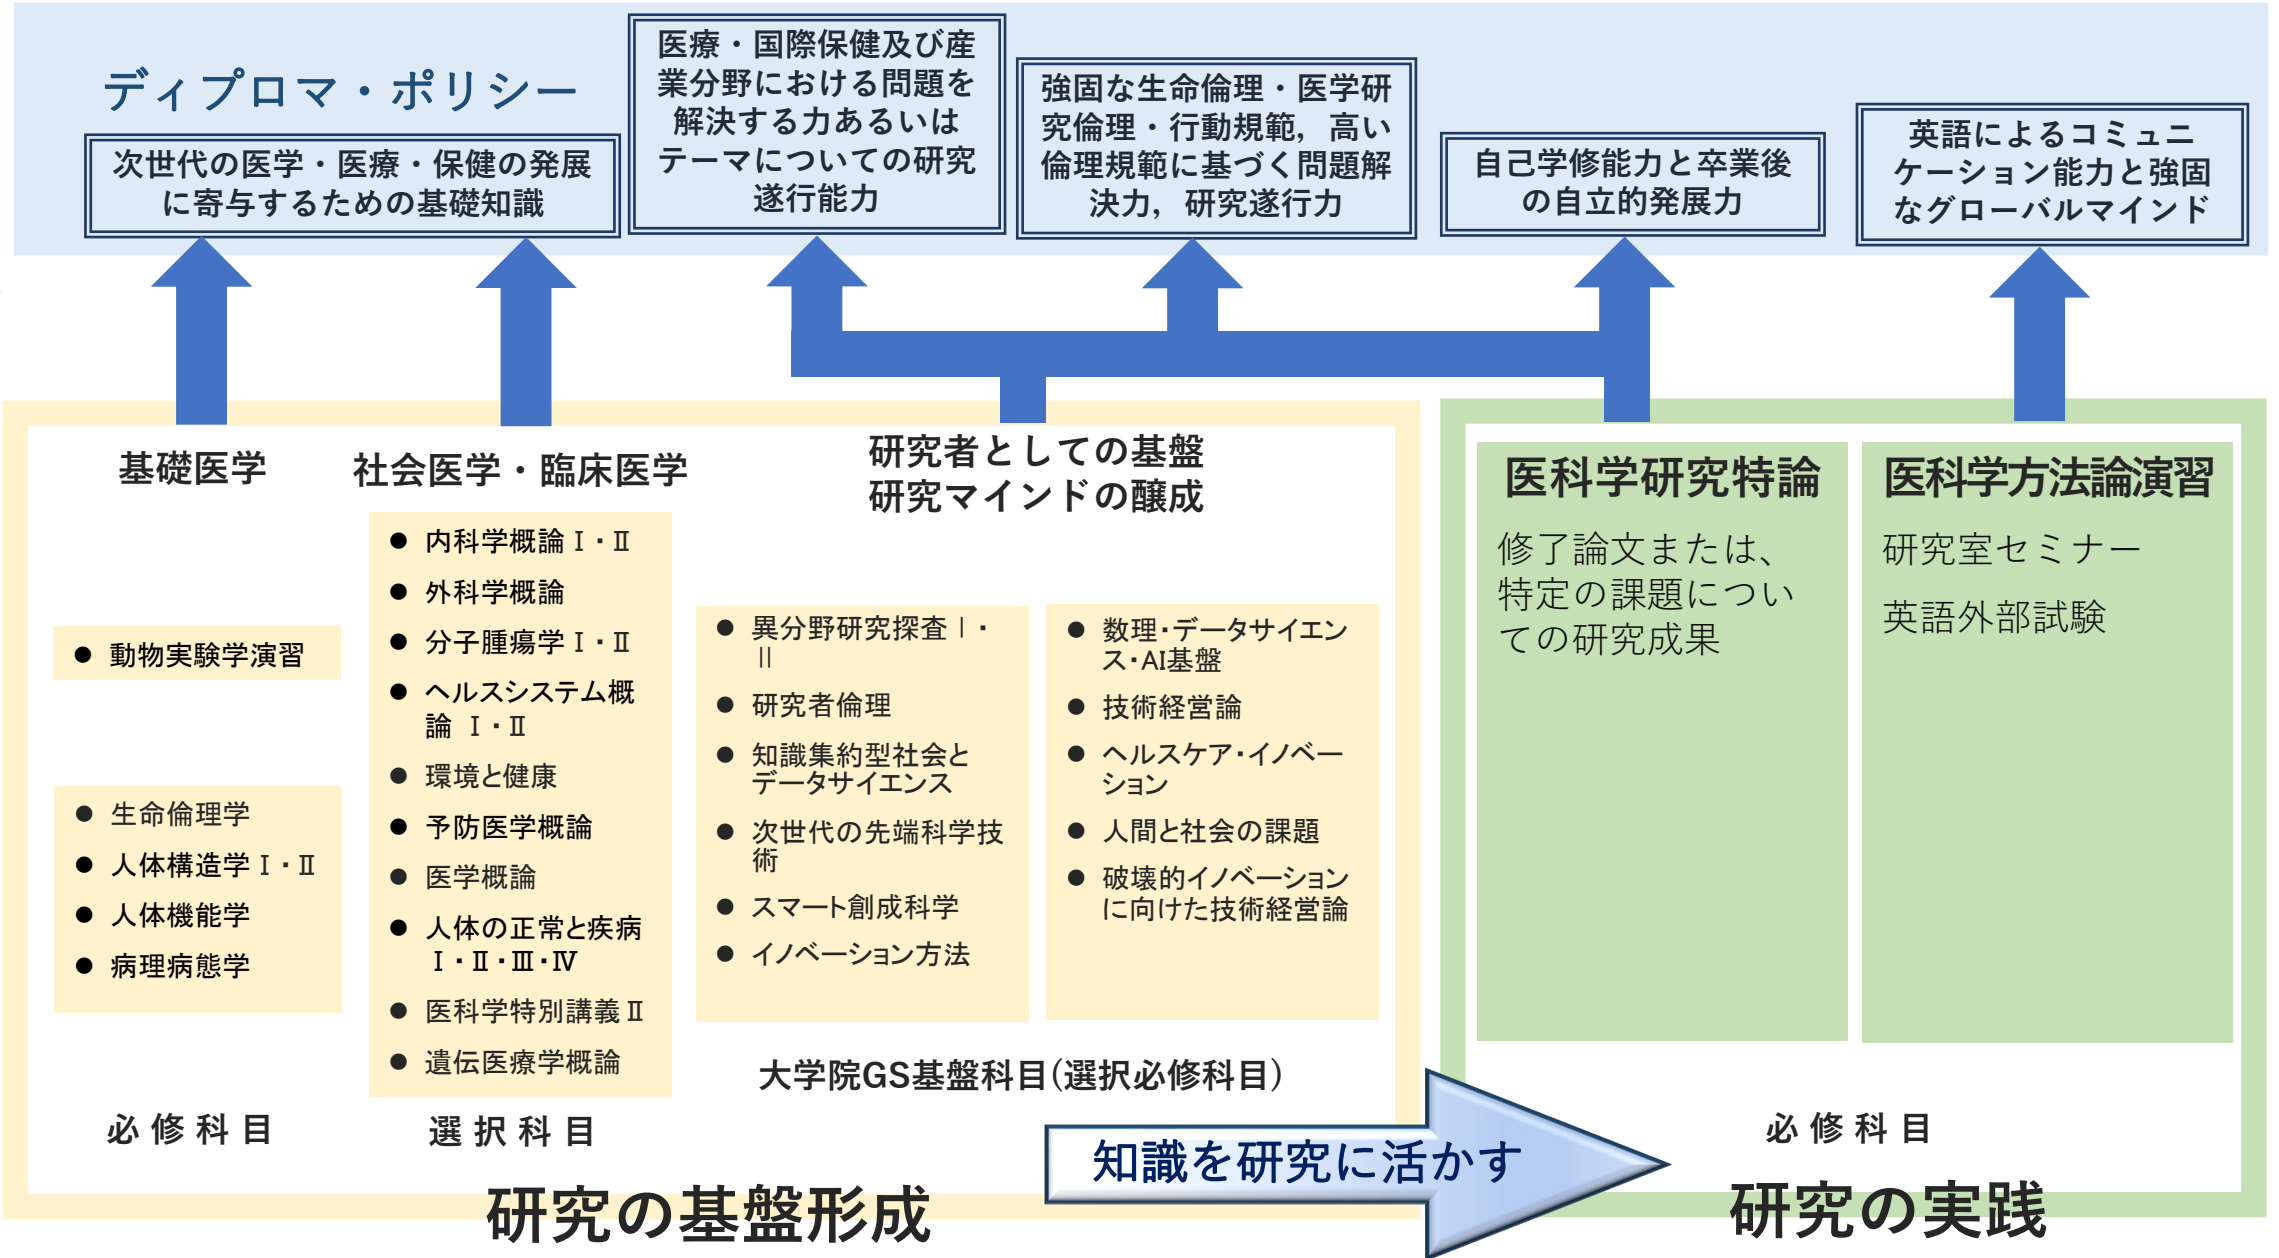 ディプロマ・ポリシー
次世代の医学・医療・保健の発展
に寄与するための基礎知識
医療・国際保健及び産
業分野における問題を
解決する力あるいは
テーマについての研究
遂行能力
強固な生命倫理・医学研
究倫理・行動規範，高い
倫理規範に基づく問題解
決力，研究遂行力
自己学修能力と卒業後
の自立的発展力
英語によるコミュニ
ケーション能力と強固
なグローバルマインド
基礎医学
● 動物実験学演習
● 生命倫理学
● 人体構造学Ⅰ・Ⅱ
● 人体機能学
● 病理病態学
必修科目
社会医学・臨床医学
● 内科学概論Ⅰ・Ⅱ
● 外科学概論
● 分子腫瘍学Ⅰ・Ⅱ
● ヘルスシステム概
論 Ⅰ・Ⅱ
● 環境と健康
● 予防医学概論
● 医学概論
● 人体の正常と疾病
Ⅰ・Ⅱ・Ⅲ・Ⅳ
● 医科学特別講義Ⅱ
● 遺伝医療学概論
選択科目
研究者としての基盤
研究マインドの醸成
● 異分野研究探査Ⅰ・
Ⅱ
● 研究者倫理
● 知識集約型社会と
データサイエンス
● 次世代の先端科学技
術
● スマート創成科学
● イノベーション方法
● 数理・データサイエン
ス・AI基盤
● 技術経営論
● ヘルスケア・イノベー
ション
● 人間と社会の課題
● 破壊的イノベーション
に向けた技術経営論
大学院GS基盤科目(選択必修科目)
研究の基盤形成
知識を研究に活かす
医科学研究特論
修了論文または、
特定の課題につい
ての研究成果
医科学方法論演習
研究室セミナー
英語外部試験
必修科目
研究の実践